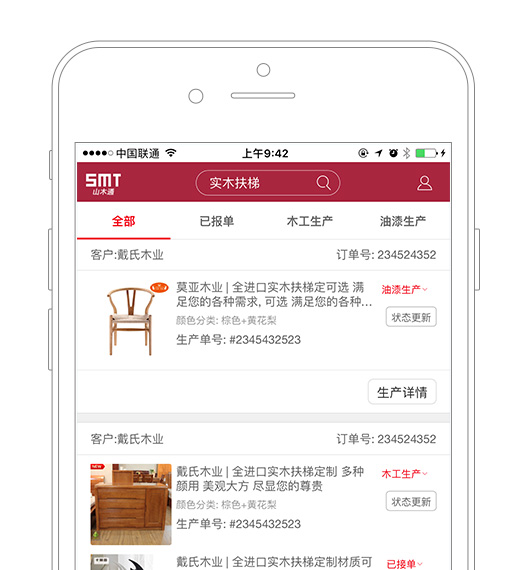 中国联通 上午9:42
SMT 实木扶梯
山木通
全部 已报单 木工生产 油漆生产
客户:戴氏木业 订单号: 234524352
莫亚木业 | 全进口实木扶梯定可选 满 油漆生产
足您的各种需求, 可选 满足您的各种...
颜色分类: 棕色+黄花梨 状态更新
生产单号: #2345432523
生产详情
客户:戴氏木业 订单号: 234524352
NEW
戴氏木业 | 全进口实木扶梯定制 多种 木工生产
颜用 美观大方 尽显您的尊贵
颜色分类: 棕色+黄花梨 状态更新
生产单号: #2345432523
戴氏木业 | 全进口实木扶梯定制材质可 已接单